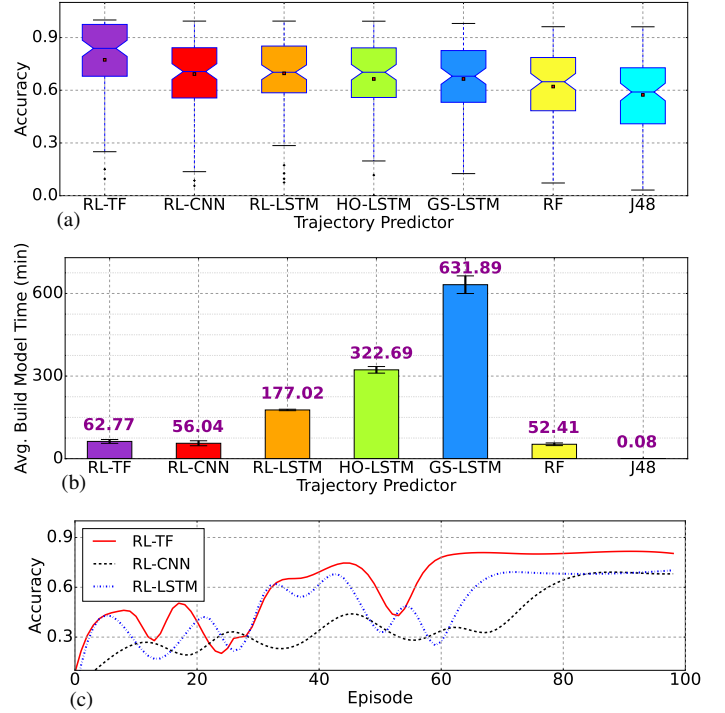 0.9
0.6
0.3
0.0
Accuracy
RL-TF RL-CNN RL-LSTM HO-LSTM GS-LSTM RF J48
Trajectory Predictor
(a)
600
300
0
Avg. Build Model Time (min)
62.77 56.04 177.02 322.69 631.89 52.41 0.08
RL-TF RL-CNN RL-LSTM HO-LSTM GS-LSTM RF J48
Trajectory Predictor
(b)
0.9
0.6
0.3
Accuracy
RL-TF
RL-CNN
RL-LSTM
0 20 40 60 80 100
Episode
(c)